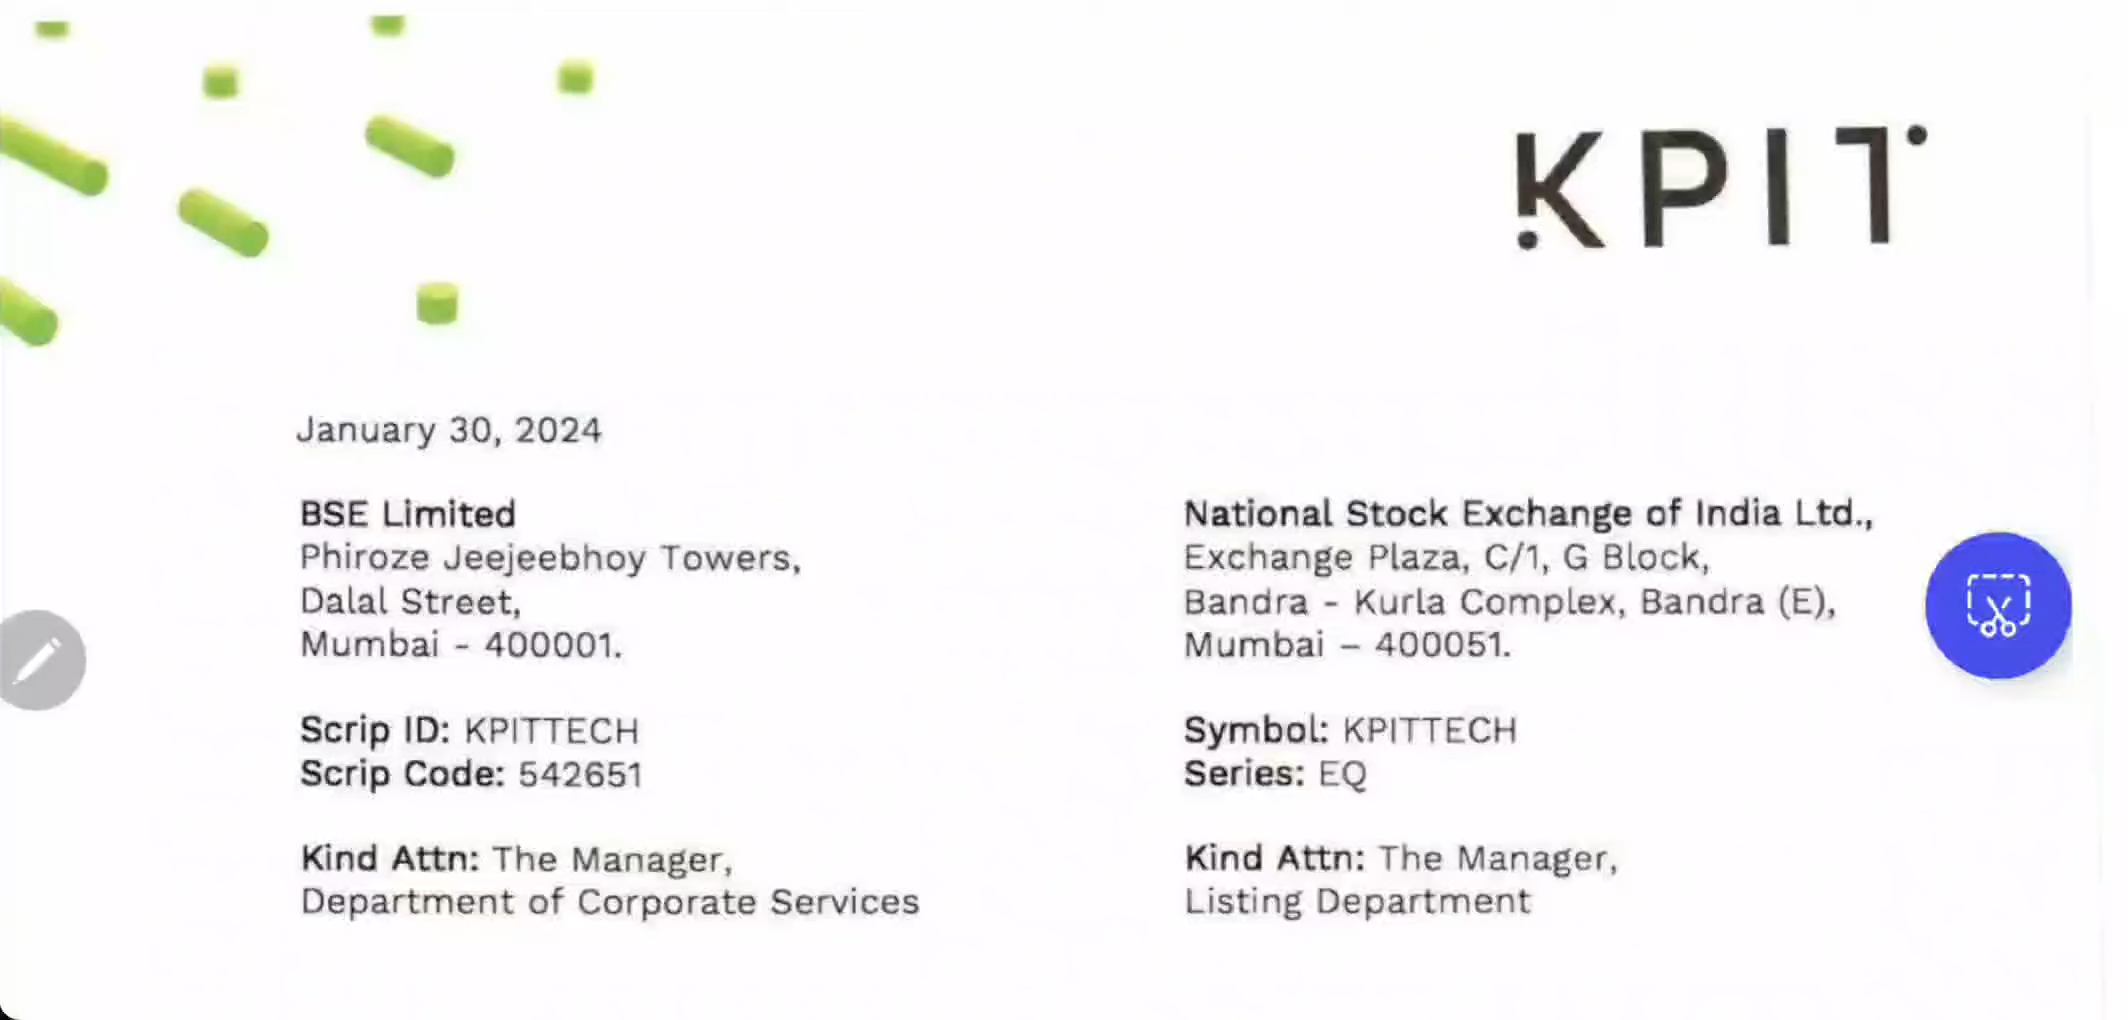 KPIT
January 30, 2024
BSE Limited
Phiroze Jeejeebhoy Towers,
Dalal Street,
Mumbai - 400001.
Scrip ID: KPITTECH
Scrip Code: 542651
Kind Attn: The Manager,
Department of Corporate Services
National Stock Exchange of India Ltd.,
Exchange Plaza, C/1, G Block,
Bandra - Kurla Complex, Bandra (E),
Mumbai – 400051.
Symbol: KPITTECH
Series: EQ
Kind Attn: The Manager,
Listing Department